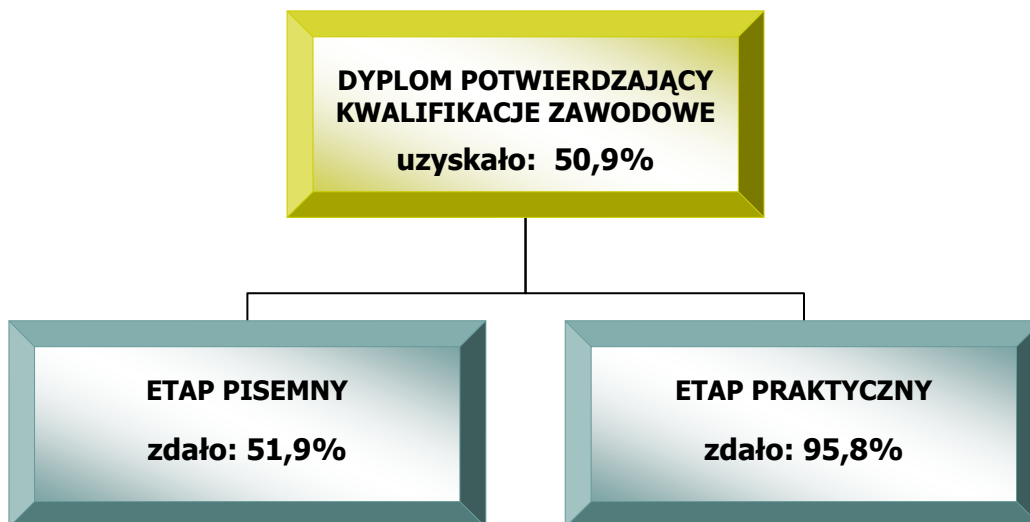 DYPLOM POTWIERDZAJĄCY
KWALIFIKACJE ZAWODOWE
uzyskało: 50,9%
ETAP PISEMNY
zdało: 51,9%
ETAP PRAKTYCZNY
zdało: 95,8%